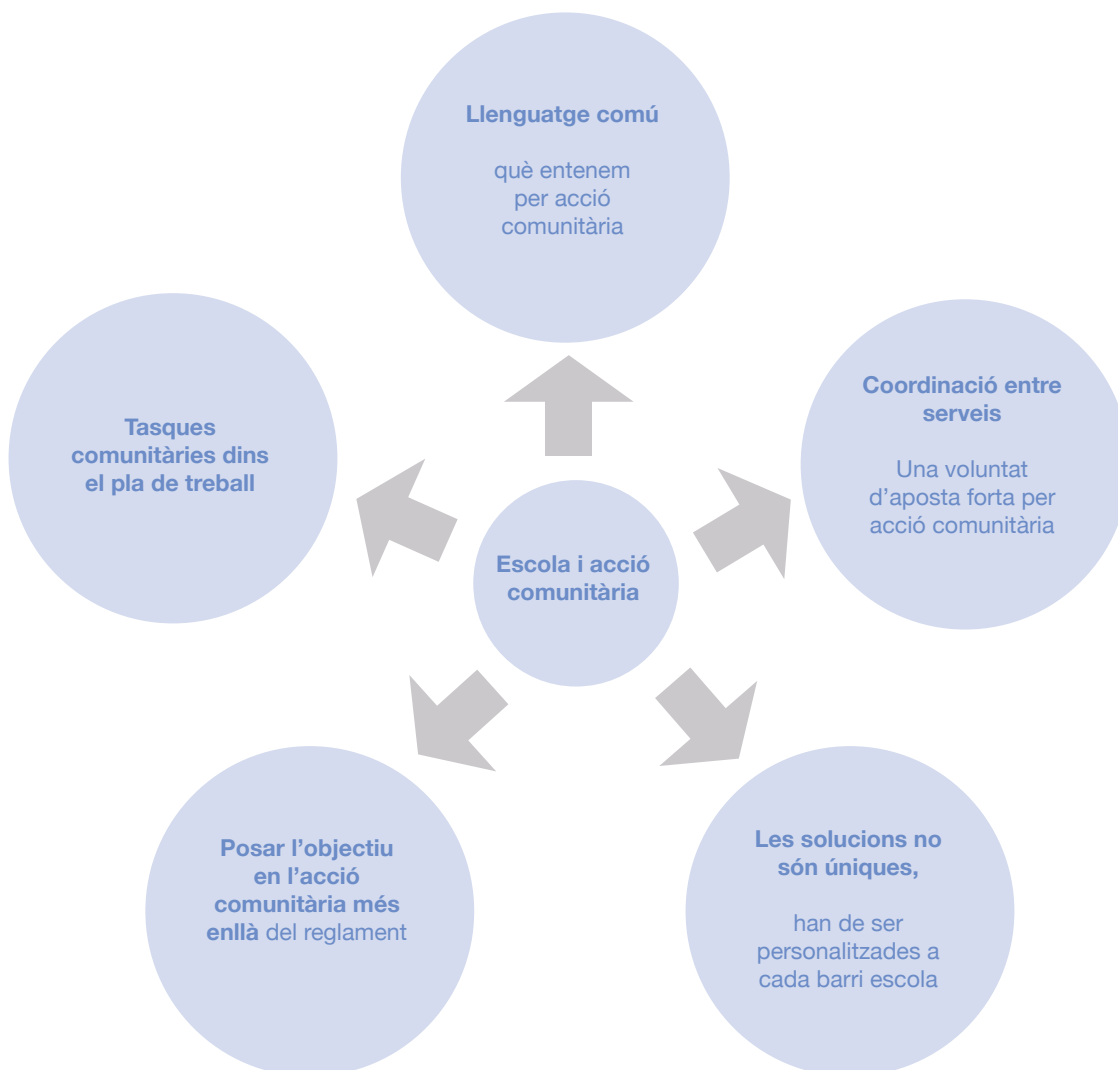 Llenguatge comú
què entenem
per acció
comunitària
Coordinació entre
serveis
Una voluntat
d’aposta forta per
acció comunitària
Tasques
comunitàries dins
el pla de treball
Escola i acció
comunitària
Posar l’objectiu
en l’acció
comunitària més
enllà del reglament
Les solucions no
són úniques,
han de ser
personalitzades a
cada barri escola